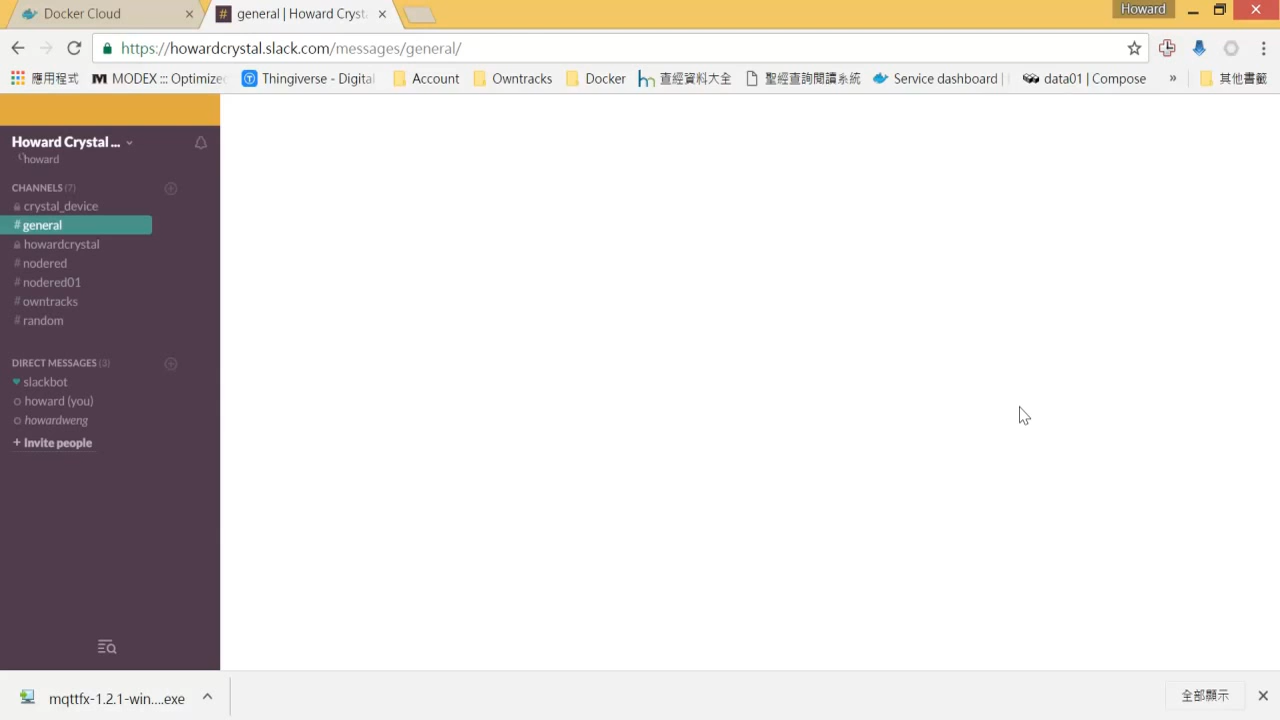 Docker Cloud
general | Howard Cryst
Howard
https://howardcrystal.slack.com/messages/general/
應用程式
MODEX ::: Optimize
Thingiverse - Digital
Account
Owntracks
Docker
查經資料大全
聖經查詢閱讀系統
Service dashboard |
data01 | Compose
»
其他書籤
Howard Crystal ...
howard
CHANNELS (7)
crystal_device
# general
howardcrystal
# nodered
# nodered01
# owntracks
# random
DIRECT MESSAGES (3)
slackbot
howard (you)
howardweng
+ Invite people
mqttfx-1.2.1-win....exe
全部顯示